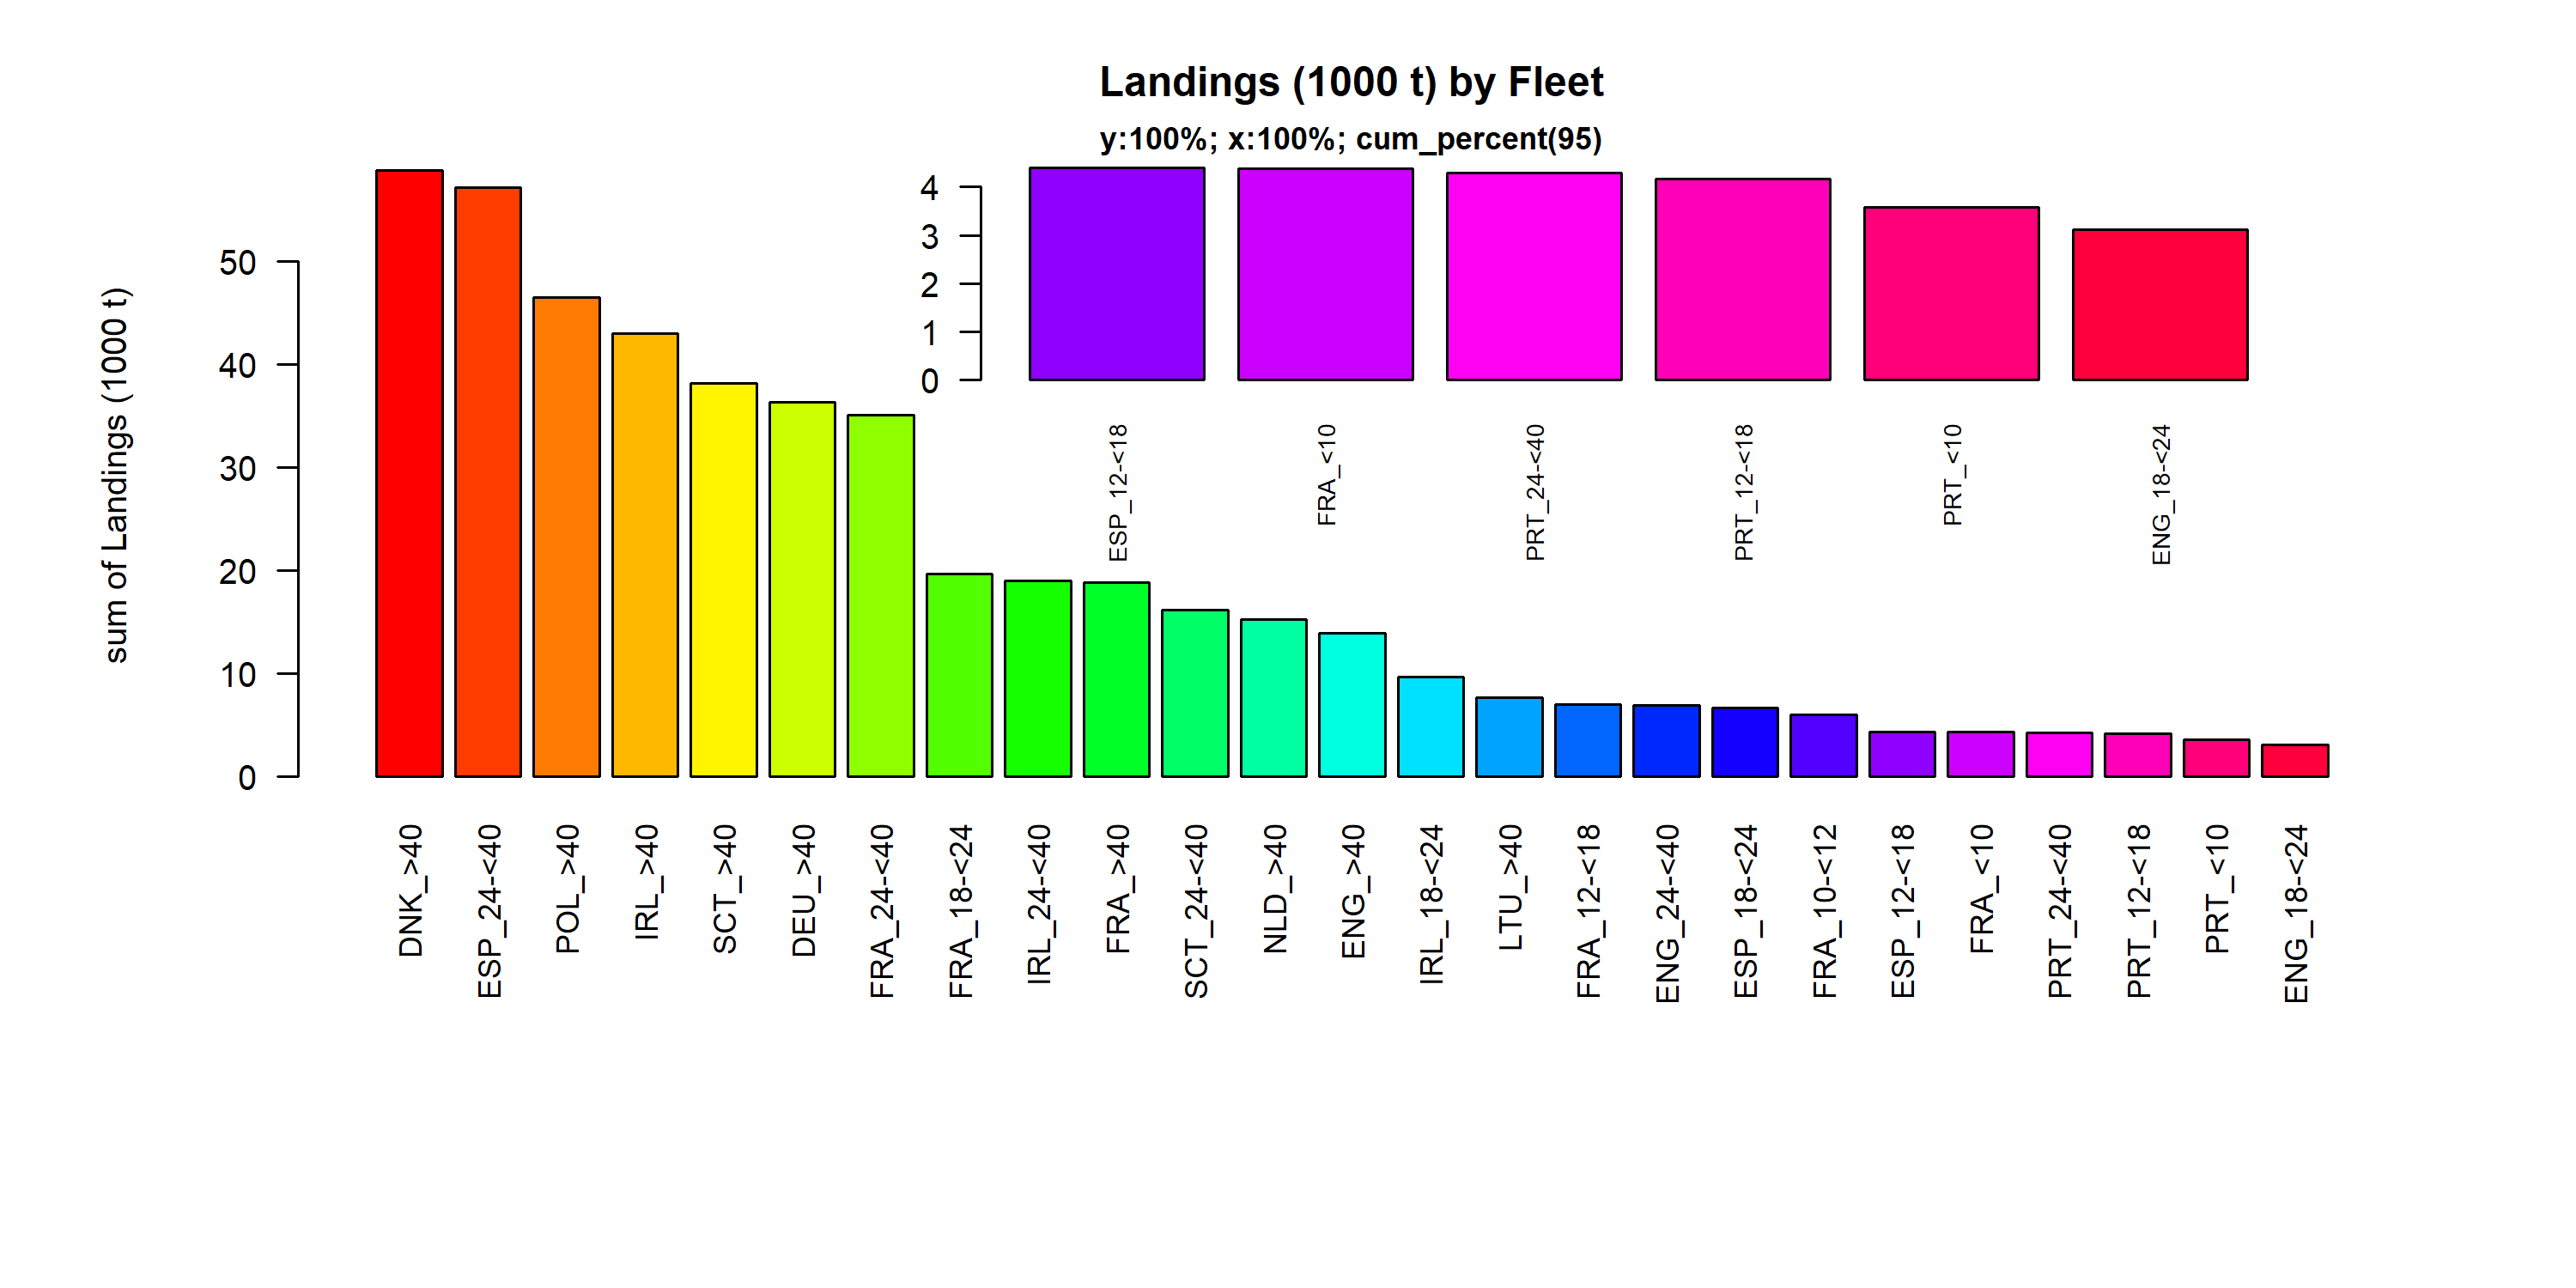 Landings (1000 t) by Fleet
y:100%; x:100%; cum_percent(95)
4
3
2
1
0
ESP_12-<18
FRA_<10
PRT_24-<40
PRT_12-<18
PRT_<10
ENG_18-<24
sum of Landings (1000 t)
50
40
30
20
10
0
DNK_>40
ESP_24-<40
POL_>40
IRL_>40
SCT_>40
DEU_>40
FRA_24-<40
FRA_18-<24
IRL_24-<40
FRA_>40
SCT_24-<40
NLD_>40
ENG_>40
IRL_18-<24
LTU_>40
FRA_12-<18
ENG_24-<40
ESP_18-<24
FRA_10-<12
ESP_12-<18
FRA_<10
PRT_24-<40
PRT_12-<18
PRT_<10
ENG_18-<24